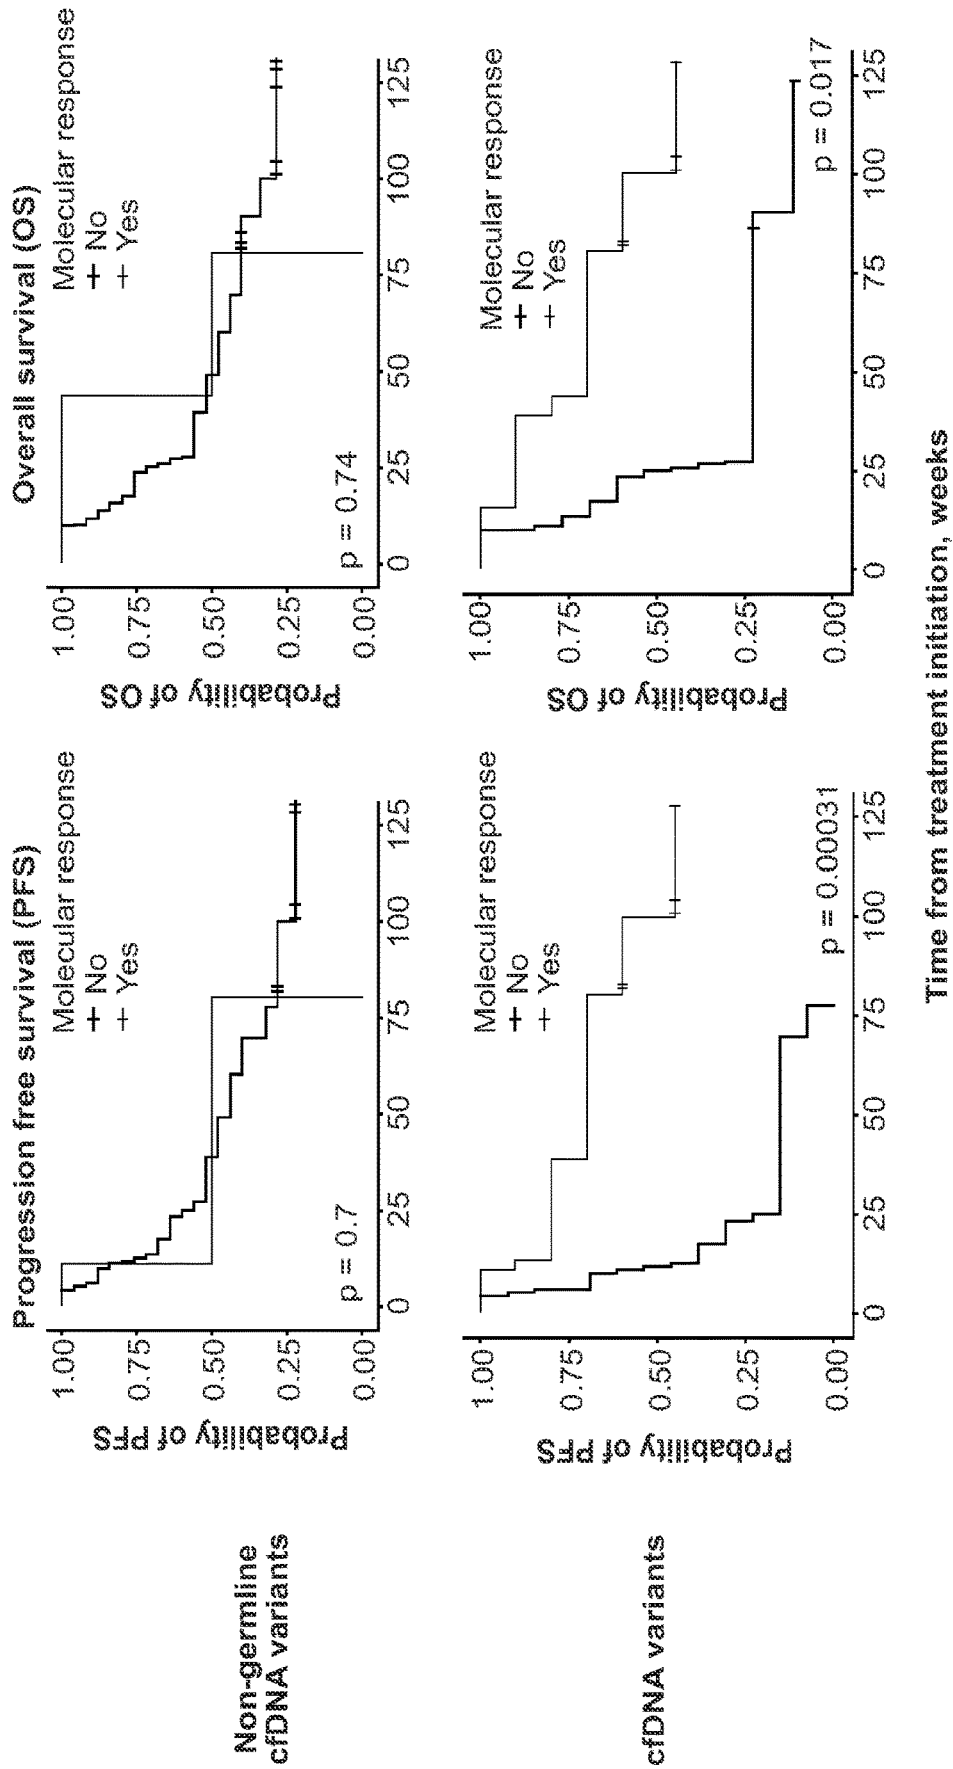 Progression free survival (PFS)
Overall survival (OS)
Non-germline
cfDNA variants
Probability of PFS
1.00
0.75
0.50
0.25
0.00
Molecular response
No
Yes
p = 0.7
0 25 50 75 100 125
Probability of OS
1.00
0.75
0.50
0.25
0.00
Molecular response
No
Yes
p = 0.74
0 25 50 75 100 125
cfDNA variants
Probability of PFS
1.00
0.75
0.50
0.25
0.00
Molecular response
No
Yes
p = 0.00031
0 25 50 75 100 125
Probability of OS
1.00
0.75
0.50
0.25
0.00
Molecular response
No
Yes
p = 0.017
0 25 50 75 100 125
Time from treatment initiation, weeks